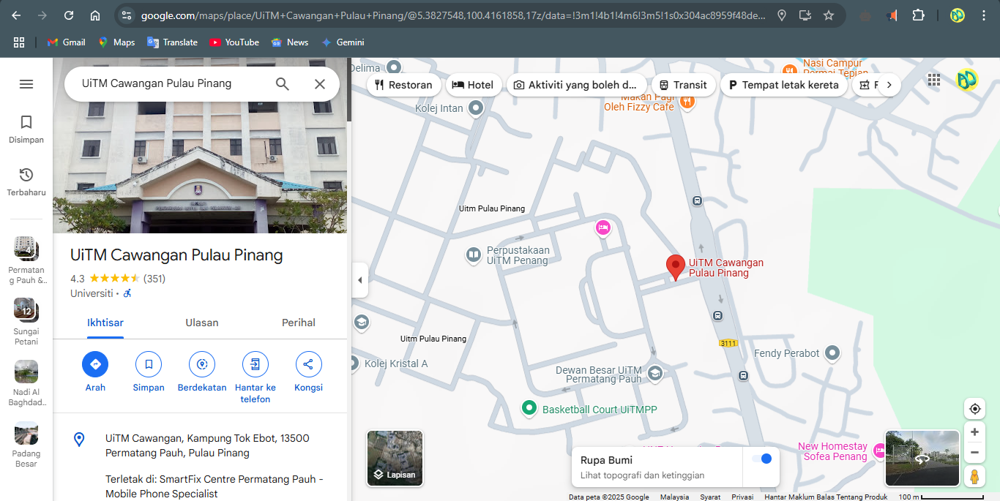 google.com/maps/place/UiTM+Cawangan+Pulau+Pinang/@5.3827548,100.4161858,17z/data=!3m1!4b1!4m6!3m5!1s0x304ac8959f48de...
Gmail
Maps
Translate
YouTube
News
Gemini
UiTM Cawangan Pulau Pinang
Disimpan
Terbaharu
4
Permatan
g Pauh &..
12
Sungai
Petani
Nadi Al
Baghdad..
Padang
Besar
UiTM Cawangan Pulau Pinang
4.3
(351)
Universiti ·
Ikhtisar
Ulasan
Perihal
Arah
Simpan
Berdekatan
Hantar ke
telefon
Kongsi
UiTM Cawangan, Kampung Tok Ebot, 13500
Permatang Pauh, Pulau Pinang
Terletak di: SmartFix Centre Permatang Pauh -
Mobile Phone Specialist
Restoran
Hotel
Aktiviti yang boleh d...
Transit
Tempat letak kereta
Delima
Nasi Campur
Permai Tepian
Kolej Intan
Makan Pagi
Oleh Fizzy Cafe
Uitm Pulau Pinang
Perpustakaan
UiTM Penang
UiTM Cawangan
Pulau Pinang
Uitm Pulau Pinang
3111
Kolej Kristal A
Fendy Perabot
Dewan Besar UiTM
Permatang Pauh
Basketball Court UiTMPP
New Homestay
Sofea Penang
Lapisan
Rupa Bumi
Lihat topografi dan ketinggian
Data peta ©2025 Google
Malaysia
Syarat
Privasi
Hantar Maklum Balas Tentang Produk
100 m